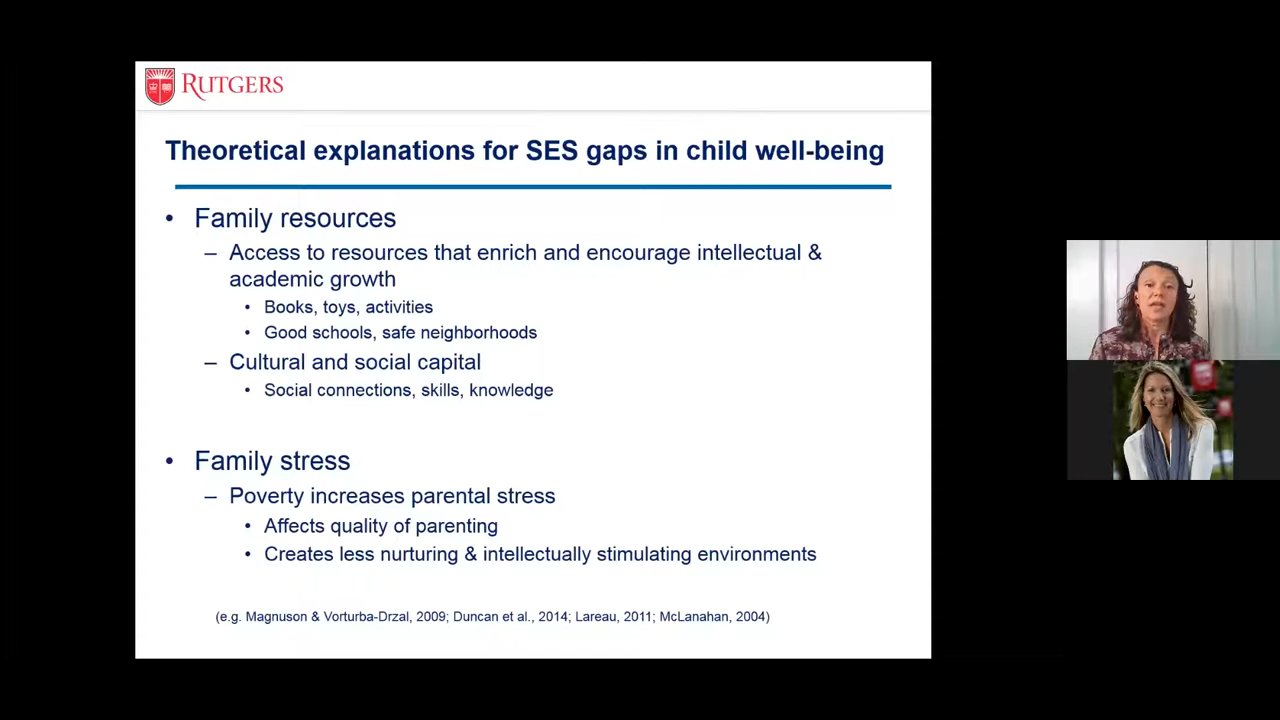 RUTGERS
Theoretical explanations for SES gaps in child well-being
• Family resources
– Access to resources that enrich and encourage intellectual &
academic growth
• Books, toys, activities
• Good schools, safe neighborhoods
– Cultural and social capital
• Social connections, skills, knowledge
• Family stress
– Poverty increases parental stress
• Affects quality of parenting
• Creates less nurturing & intellectually stimulating environments
(e.g. Magnuson & Vorturba-Drzal, 2009; Duncan et al., 2014; Lareau, 2011; McLanahan, 2004)